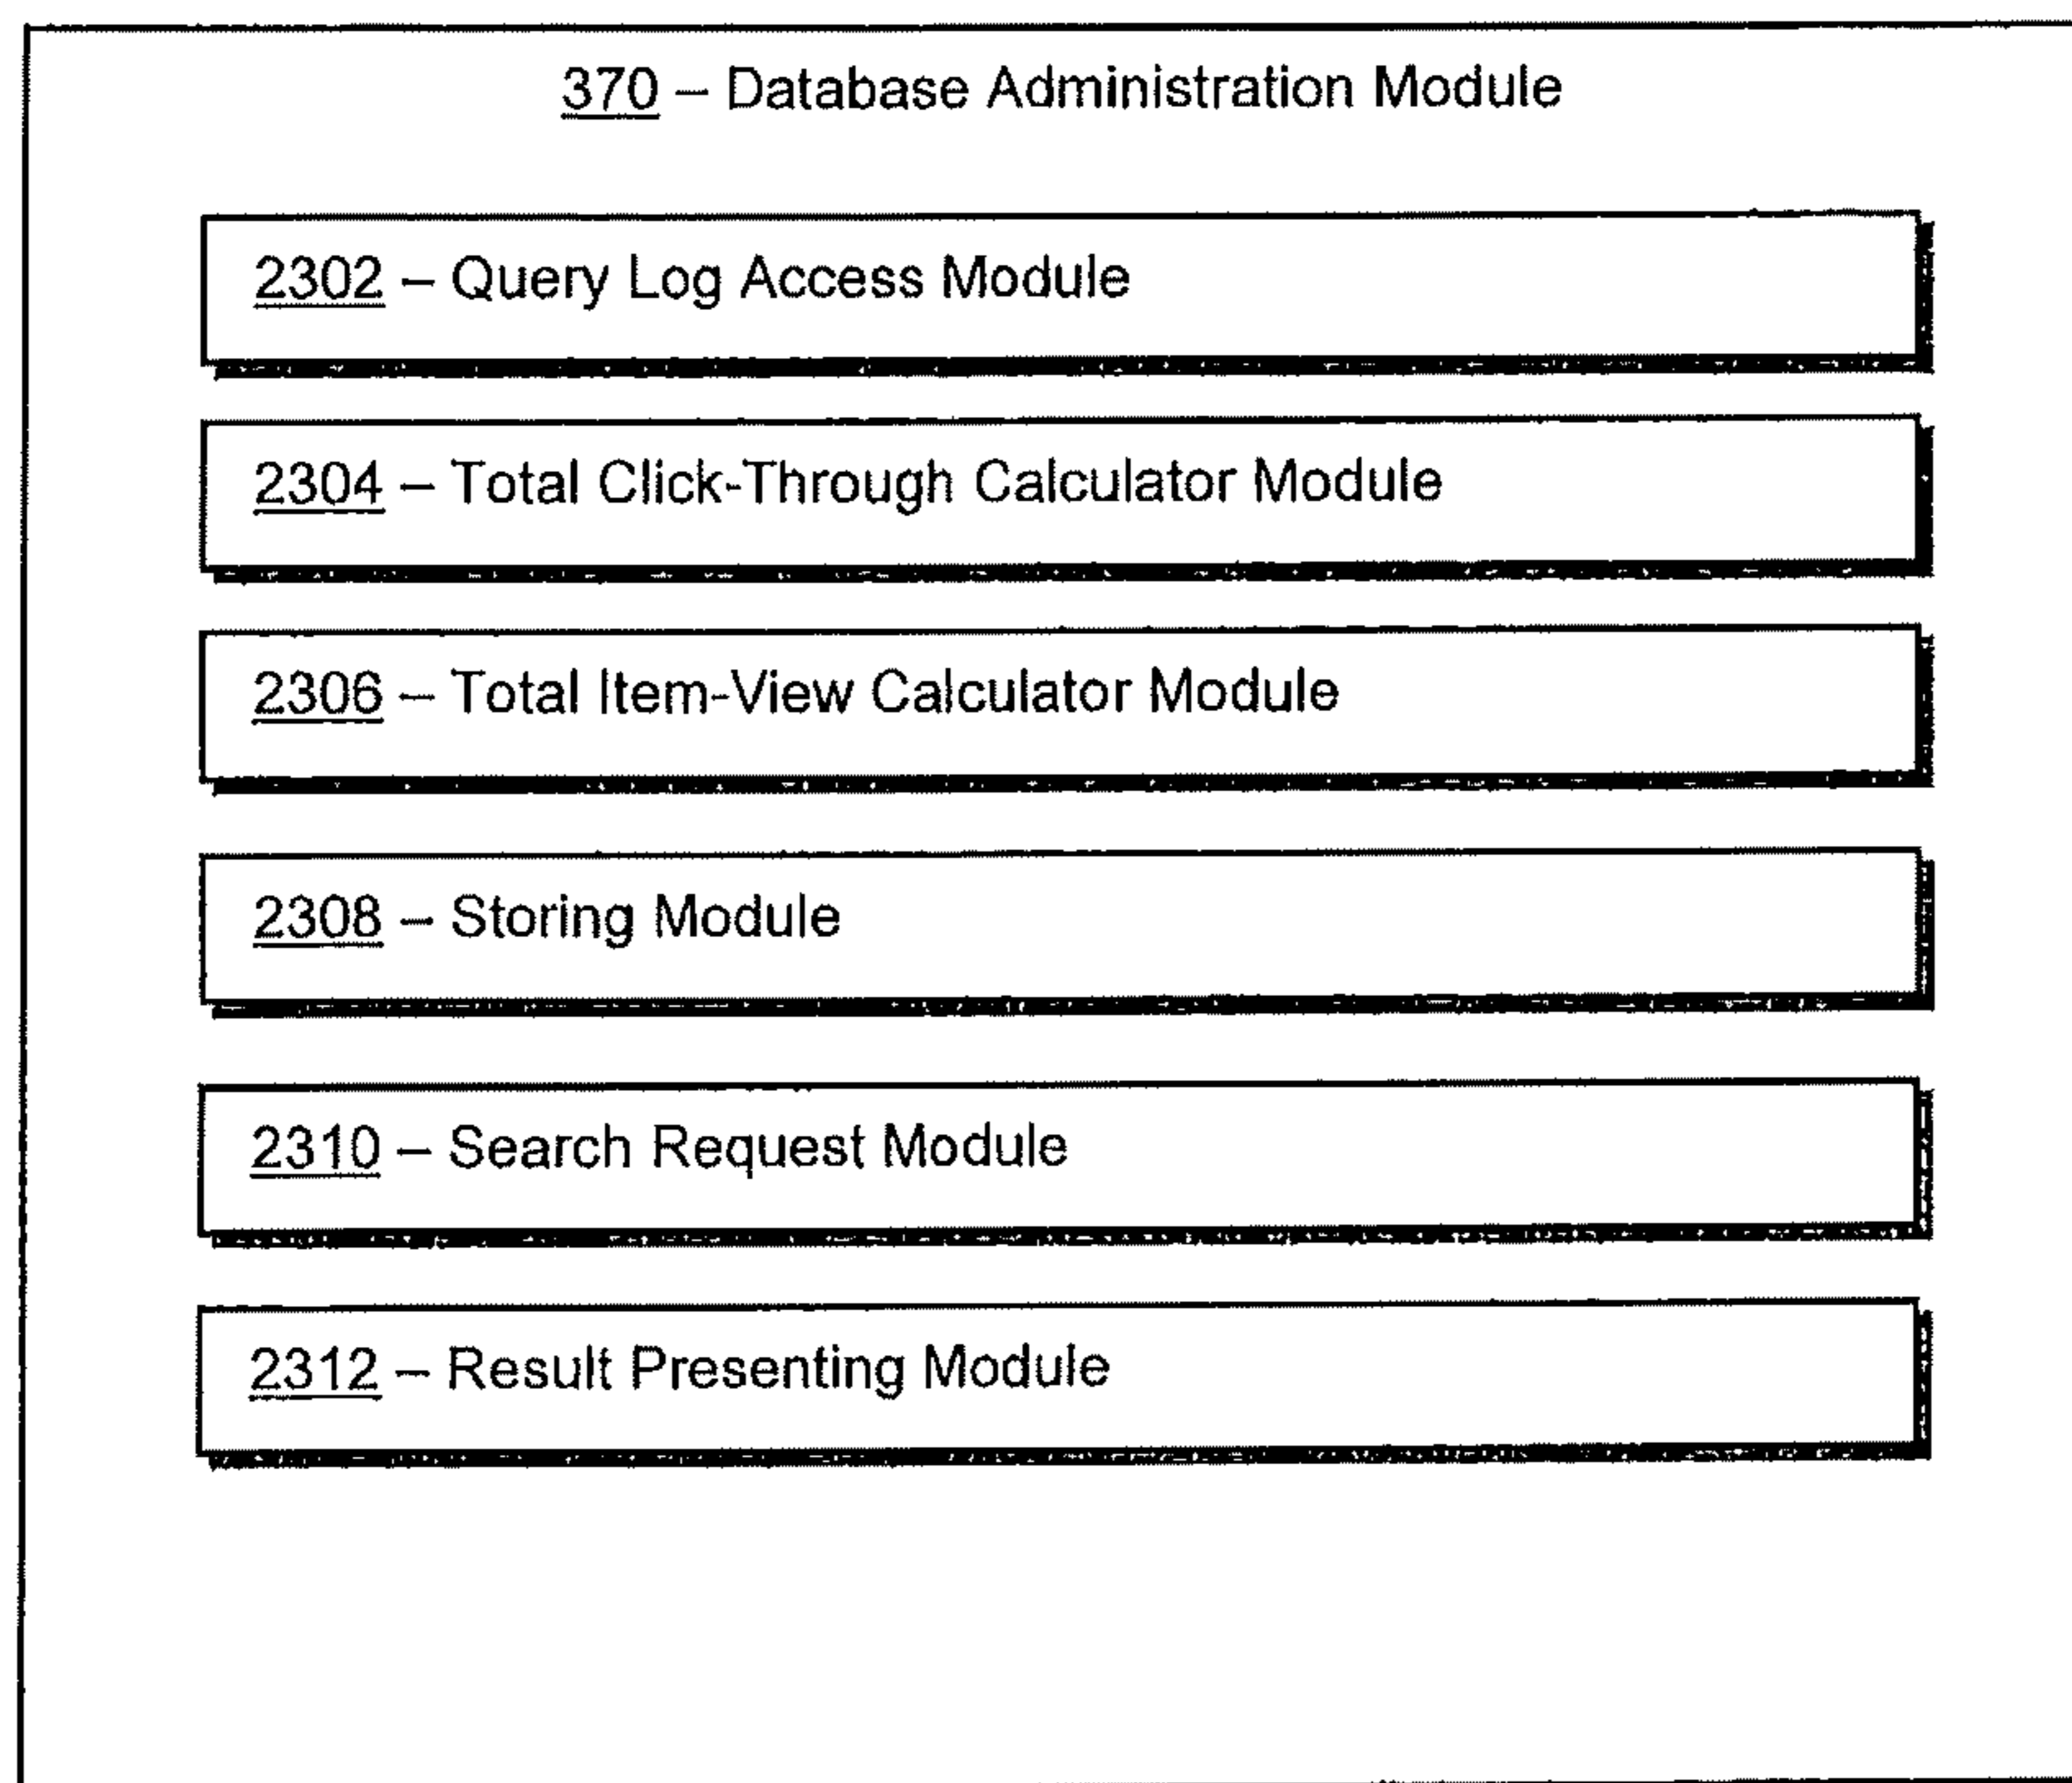 370 – Database Administration Module
2302 – Query Log Access Module
2304 – Total Click-Through Calculator Module
2306 – Total Item-View Calculator Module
2308 – Storing Module
2310 – Search Request Module
2312 – Result Presenting Module